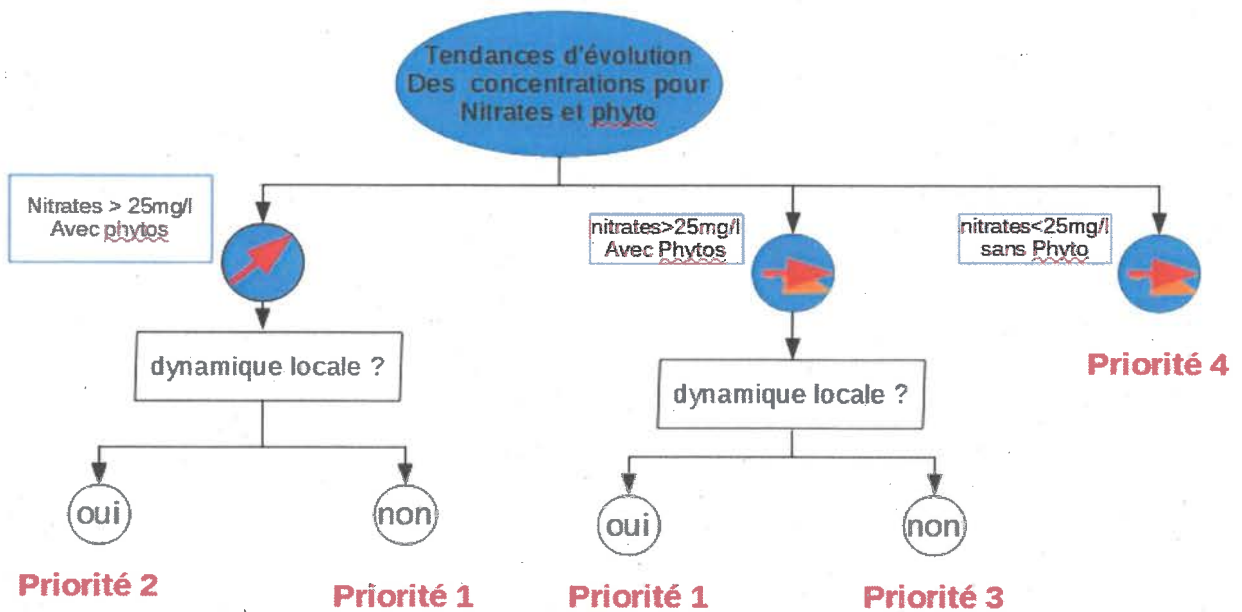 Tendances d'évolution
Des concentrations pour
Nitrates et phyto
Nitrates > 25mg/l
Avec phytos
nitrates>25mg/l
Avec Phytos
nitrates<25mg/l
sans Phyto
dynamique locale ?
dynamique locale ?
Priorité 4
oui
non
oui
non
Priorité 2
Priorité 1
Priorité 1
Priorité 3